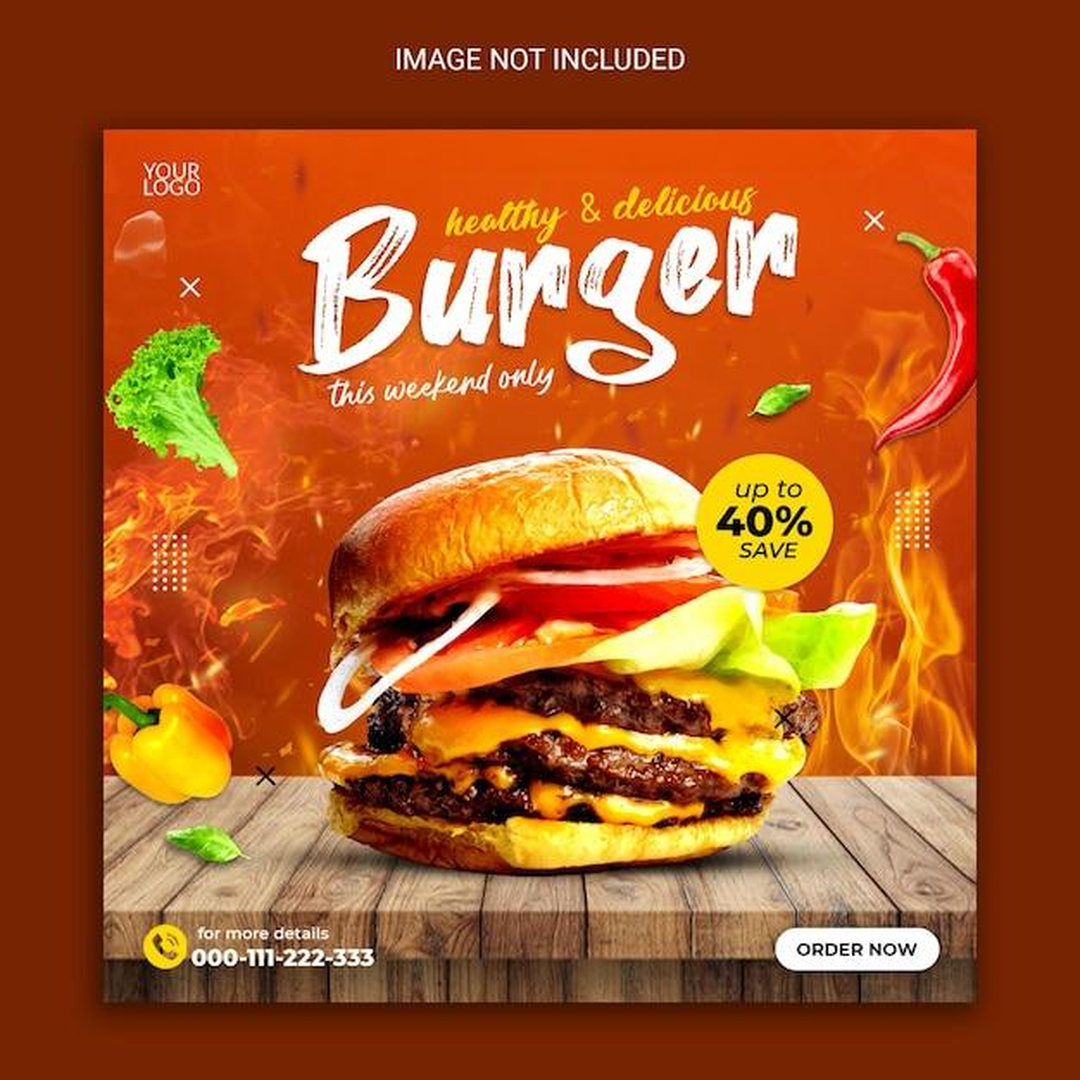 IMAGE NOT INCLUDED
YOUR
LOGO
healthy & delicious
Burger
this weekend only
up to
40%
SAVE
for more details
000-111-222-333
ORDER NOW